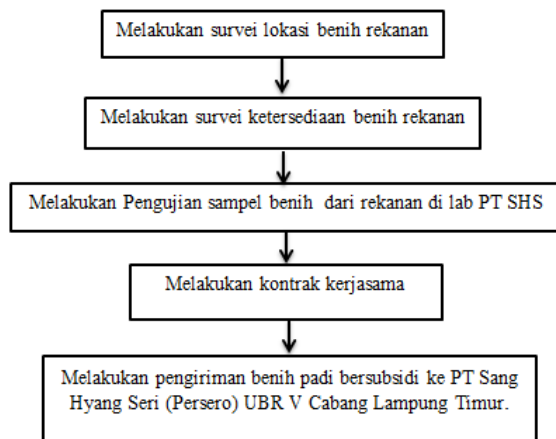 Melakukan survei lokasi benih rekanan
Melakukan survei ketersediaan benih rekanan
Melakukan Pengujian sampel benih dari rekanan di lab PT SHS
Melakukan kontrak kerjasama
Melakukan pengiriman benih padi bersubsidi ke PT Sang
Hyang Seri (Persero) UBR V Cabang Lampung Timur.